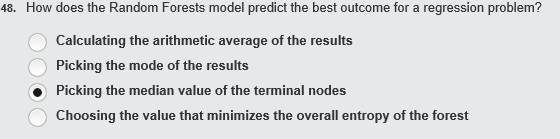 48. How does the Random Forests model predict the best outcome for a regression problem?
Calculating the arithmetic average of the results
Picking the mode of the results
Picking the median value of the terminal nodes
Choosing the value that minimizes the overall entropy of the forest